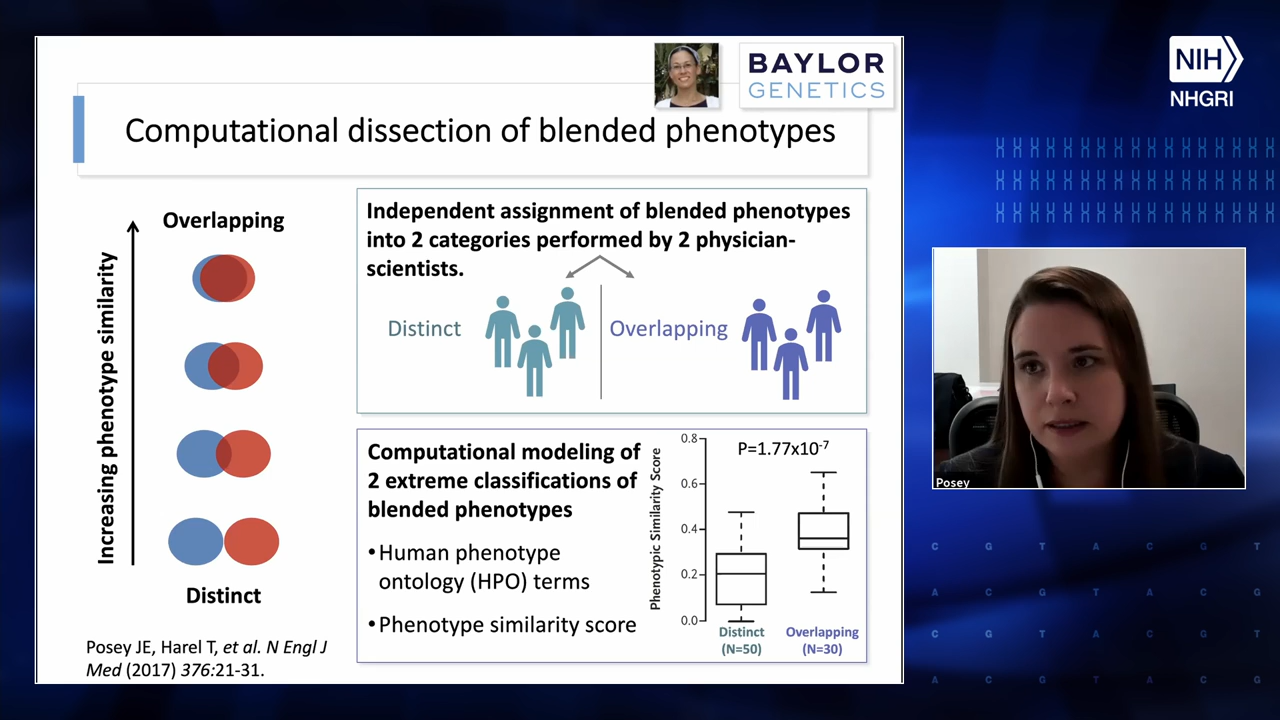 BAYLOR
GENETICS
NIH
NHGRI
Computational dissection of blended phenotypes
Overlapping
Increasing phenotype similarity
Distinct
Posey JE, Harel T, et al. N Engl J
Med (2017) 376:21-31.
Independent assignment of blended phenotypes
into 2 categories performed by 2 physician-
scientists.
Distinct
Overlapping
Computational modeling of
2 extreme classifications of
blended phenotypes
•Human phenotype
ontology (HPO) terms
•Phenotype similarity score
Phenotypic Similarity Score
0.8
0.6
0.4
0.2
0.0
P=1.77x10-7
Distinct
(N=50)
Overlapping
(N=30)
Posey
C G T A C G T
A C G T A C G T
C G T A C G T
A C G T A C G T